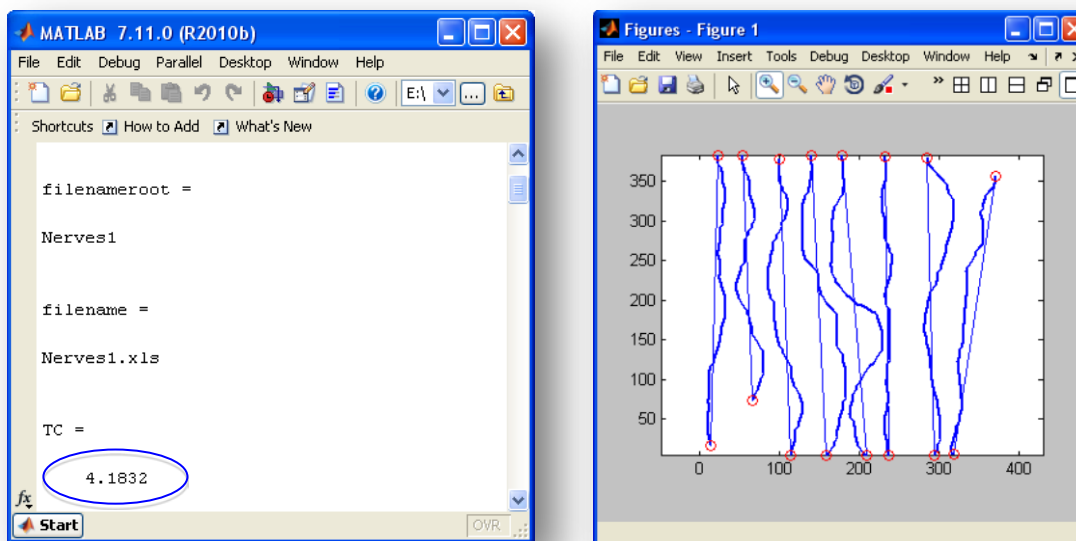 MATLAB 7.11.0 (R2010b)
File Edit Debug Parallel Desktop Window Help
E:\
...
Shortcuts How to Add What's New
filenameroot =
Nerves1
filename =
Nerves1.xls
TC =
4.1832
fx
Start
OVR
Figures - Figure 1
File Edit View Insert Tools Debug Desktop Window Help
»
350
300
250
200
150
100
50
0 100 200 300 400